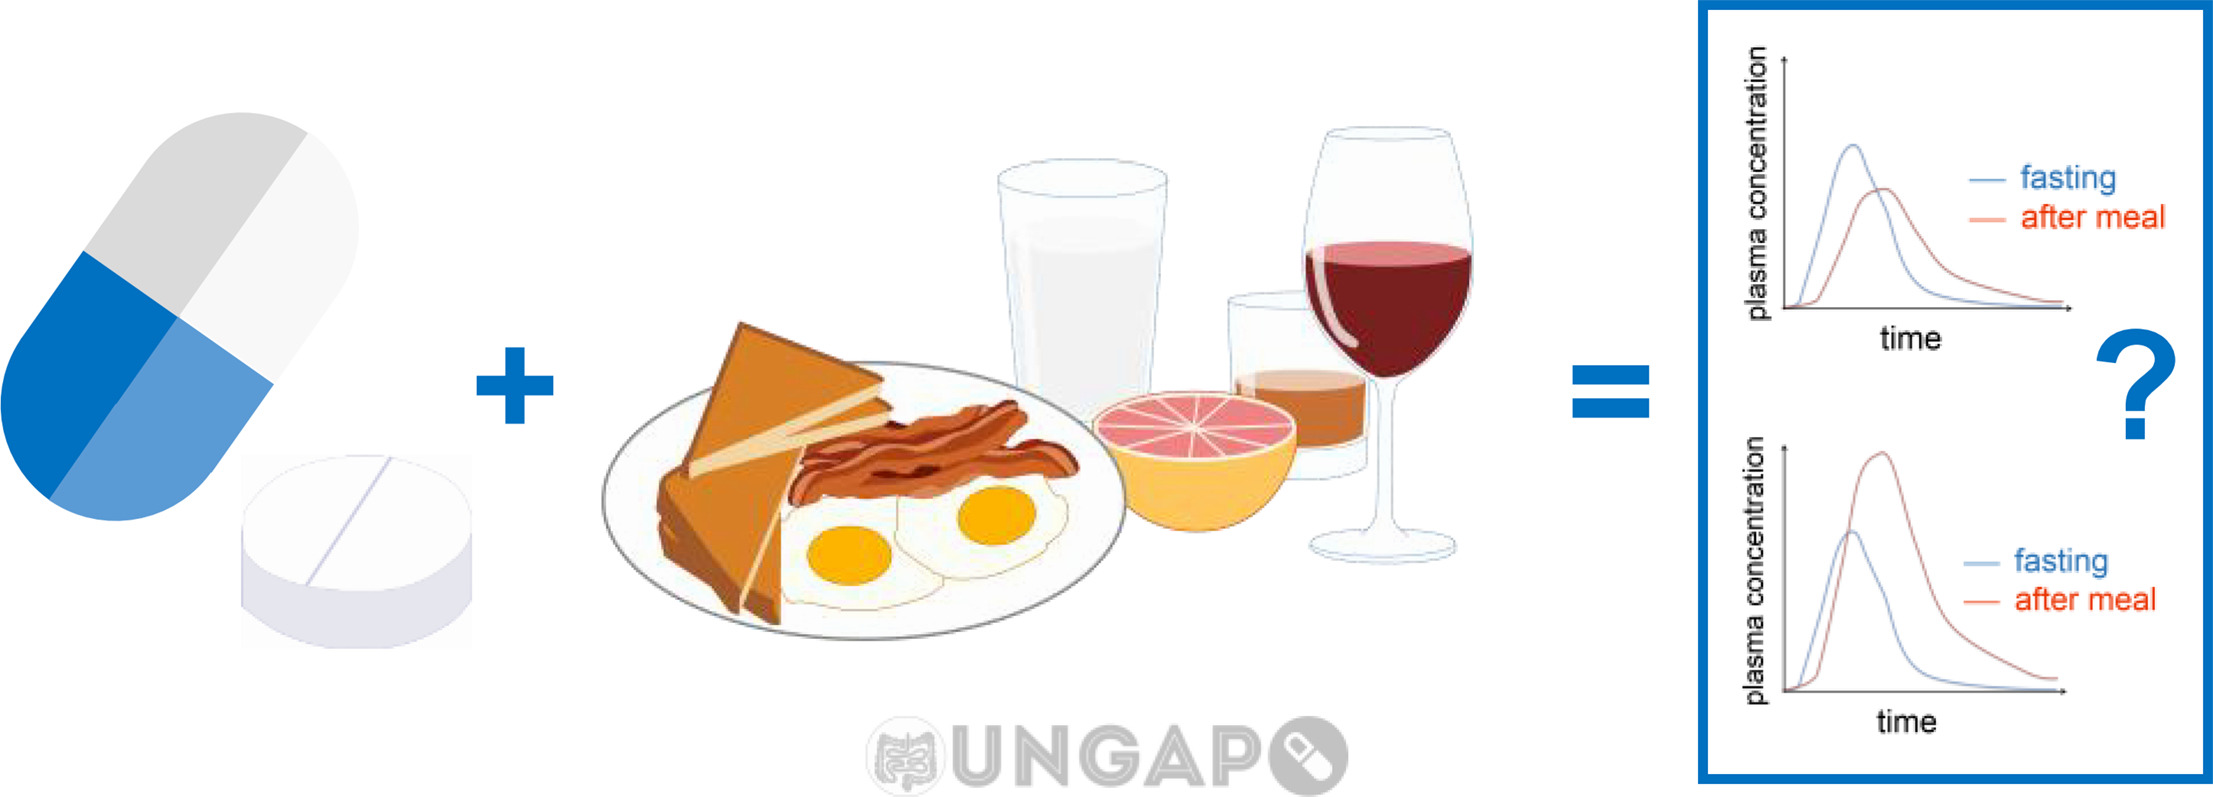 +
=
plasma concentration
fasting
after meal
time
?
plasma concentration
fasting
after meal
time
UNGAP